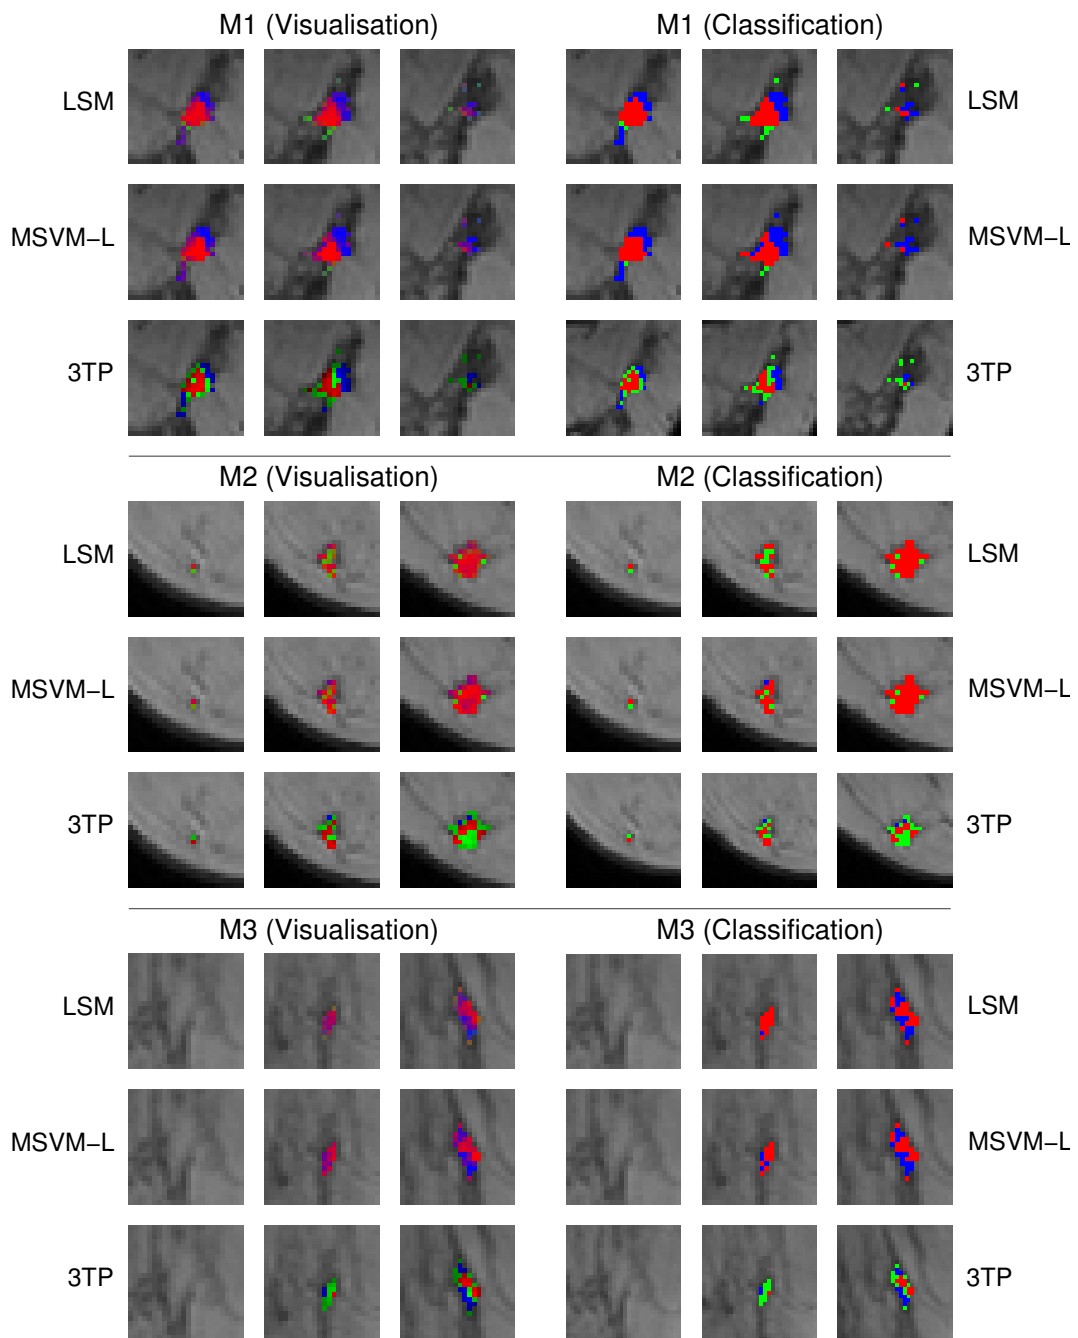 M1 (Visualisation) M1 (Classification)
LSM LSM
MSVM−L MSVM−L
3TP 3TP
M2 (Visualisation) M2 (Classification)
LSM LSM
MSVM−L MSVM−L
3TP 3TP
M3 (Visualisation) M3 (Classification)
LSM LSM
MSVM−L MSVM−L
3TP 3TP